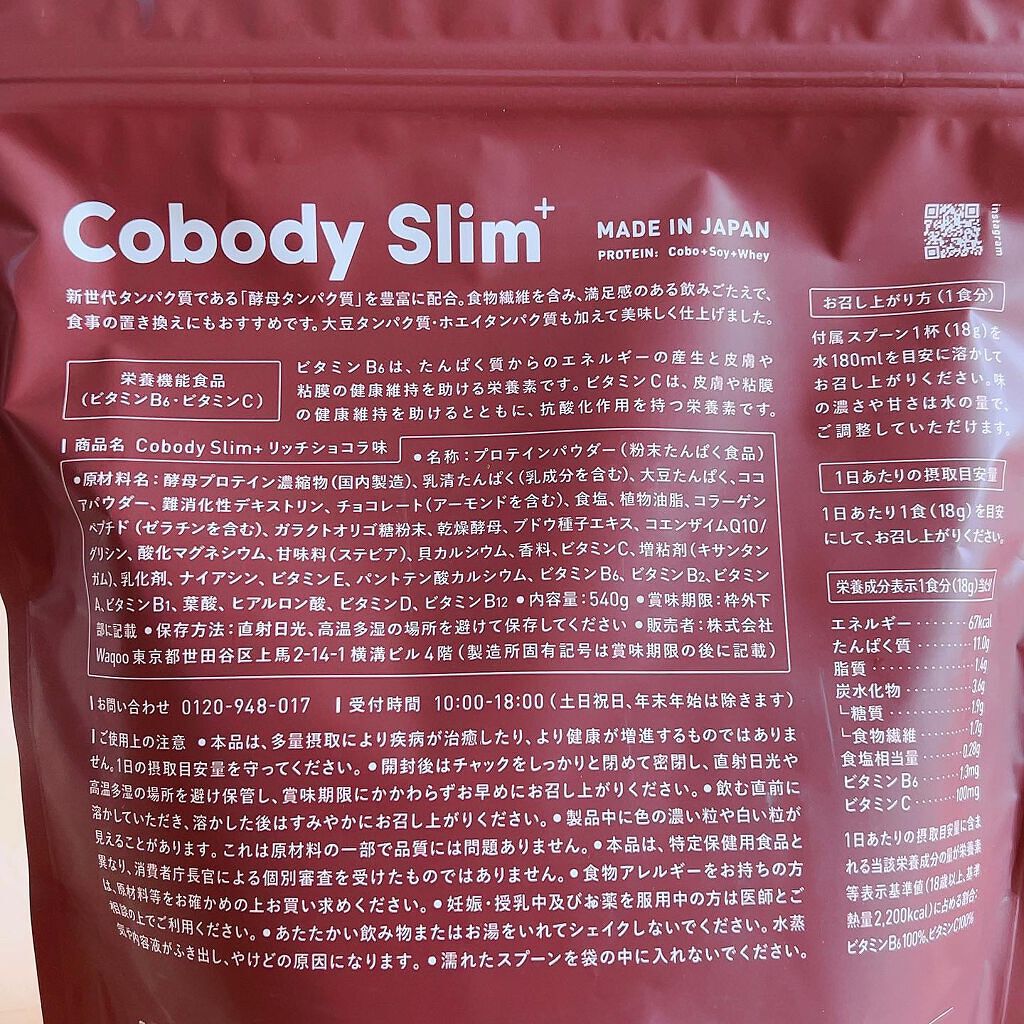 Cobody Slim+
MADE IN JAPAN
PROTEIN: Cobo+Soy+Whey
Instagram
新世代タンパク質である「酵母タンパク質」を豊富に配合。食物繊維を含み、満足感のある飲みごたえで、
食事の置き換えにもおすすめです。大豆タンパク質・ホエイタンパク質も加えて美味しく仕上げました。
栄養機能食品
(ビタミンB6・ビタミンC)
ビタミンB6は、たんぱく質からのエネルギーの産生と皮膚や
粘膜の健康維持を助ける栄養素です。ビタミンCは、皮膚や粘膜
の健康維持を助けるとともに、抗酸化作用を持つ栄養素です。
商品名 Cobody Slim+ リッチショコラ味
●名称：プロテインパウダー(粉末たんぱく食品)
●原材料名：酵母プロテイン濃縮物(国内製造)、乳清たんぱく(乳成分を含む)、大豆たんぱく、ココ
アパウダー、難消化性デキストリン、チョコレート(アーモンドを含む)、食塩、植物油脂、コラーゲン
ペプチド(ゼラチンを含む)、ガラクトオリゴ糖粉末、乾燥酵母、ブドウ種子エキス、コエンザイムQ10/
グリシン、酸化マグネシウム、甘味料(ステビア)、貝カルシウム、香料、ビタミンC、増粘剤(キサンタン
ガム)、乳化剤、ナイアシン、ビタミンE、パントテン酸カルシウム、ビタミンB6、ビタミンB2、ビタミン
A、ビタミンB1、葉酸、ヒアルロン酸、ビタミンD、ビタミンB12 ●内容量：540g ●賞味期限：枠外下
部に記載 ●保存方法：直射日光、高温多湿の場所を避けて保存してください ●販売者：株式会社
Waqoo 東京都世田谷区上馬2-14-1 横溝ビル4階(製造所固有記号は賞味期限の後に記載)
お問い合わせ 0120-948-017 受付時間 10:00-18:00(土日祝日、年末年始は除きます)
ご使用上の注意 ●本品は、多量摂取により疾病が治癒したり、より健康が増進するものではありま
せん。1日の摂取目安量を守ってください。●開封後はチャックをしっかりと閉めて密閉し、直射日光や
高温多湿の場所を避け保管し、賞味期限にかかわらずお早めにお召し上がりください。●飲む直前に
溶かしていただき、溶かした後はすみやかにお召し上がりください。●製品中に色の濃い粒や白い粒が
見えることがあります。これは原材料の一部で品質には問題ありません。●本品は、特定保健用食品と
異なり、消費者庁長官による個別審査を受けたものではありません。●食物アレルギーをお持ちの方
は、原材料等をお確かめの上お買い求めください。●妊娠・授乳中及びお薬を服用中の方は医師とご
相談の上でご利用ください。●あたたかい飲み物またはお湯をいれてシェイクしないでください。水蒸
気や内容液がふき出し、やけどの原因になります。●濡れたスプーンを袋の中に入れないでください。
お召し上がり方(1食分)
付属スプーン1杯(18g)を
水180mlを目安に溶かして
お召し上がりください。味
の濃さや甘さは水の量で、
ご調整していただけます。
1日あたりの摂取目安量
1日あたり1食(18g)を目安
にして、お召し上がりください。
栄養成分表示1食分(18g)当たり
エネルギー ······· 67kcal
たんぱく質 ······· 11.0g
脂質 ······· 1.4g
炭水化物 ······· 3.6g
└糖質 ······· 1.9g
└食物繊維 ······· 1.7g
食塩相当量 ······· 0.28g
ビタミンB6 ······· 1.3mg
ビタミンC ······· 100mg
1日あたりの摂取目安量に含ま
れる当該栄養成分の量が栄養素
等表示基準値(18歳以上、基準
熱量2,200kcal)に占める割合：
ビタミンB6100%、ビタミンC100%